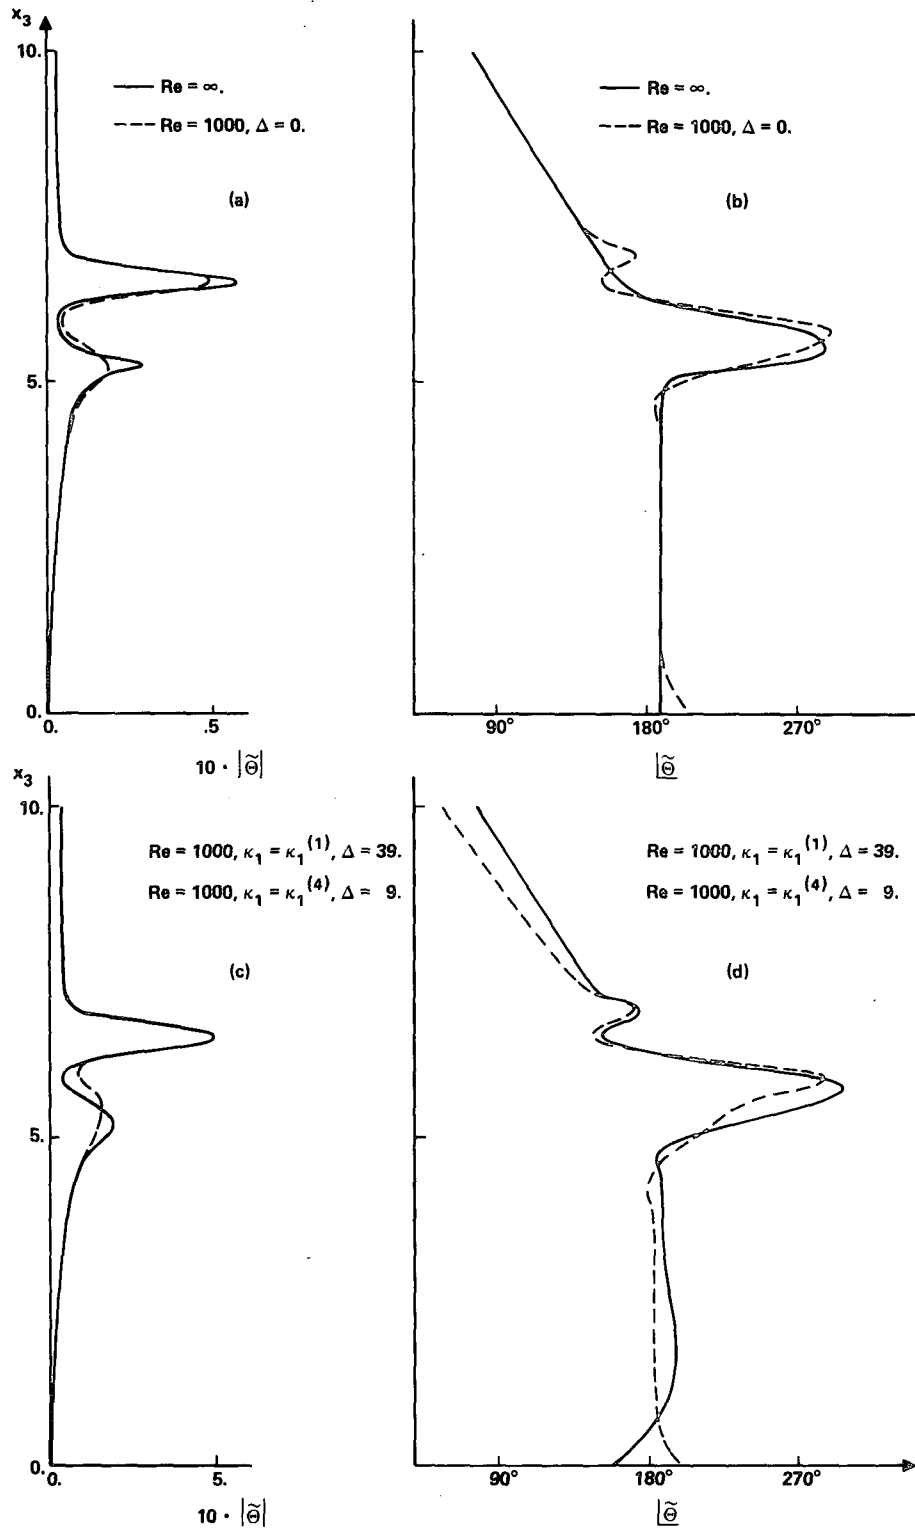 x₃
10.
Re = ∞.
Re = 1000, Δ = 0.
(a)
5.
0.
0.
.5
10 · |Θ̃|
Re = ∞.
Re = 1000, Δ = 0.
(b)
90°
180°
270°
Θ̃
x₃
10.
Re = 1000, κ₁ = κ₁⁽¹⁾, Δ = 39.
Re = 1000, κ₁ = κ₁⁽⁴⁾, Δ = 9.
(c)
5.
0.
0.
.5
10 · |Θ̃|
Re = 1000, κ₁ = κ₁⁽¹⁾, Δ = 39.
Re = 1000, κ₁ = κ₁⁽⁴⁾, Δ = 9.
(d)
90°
180°
270°
Θ̃